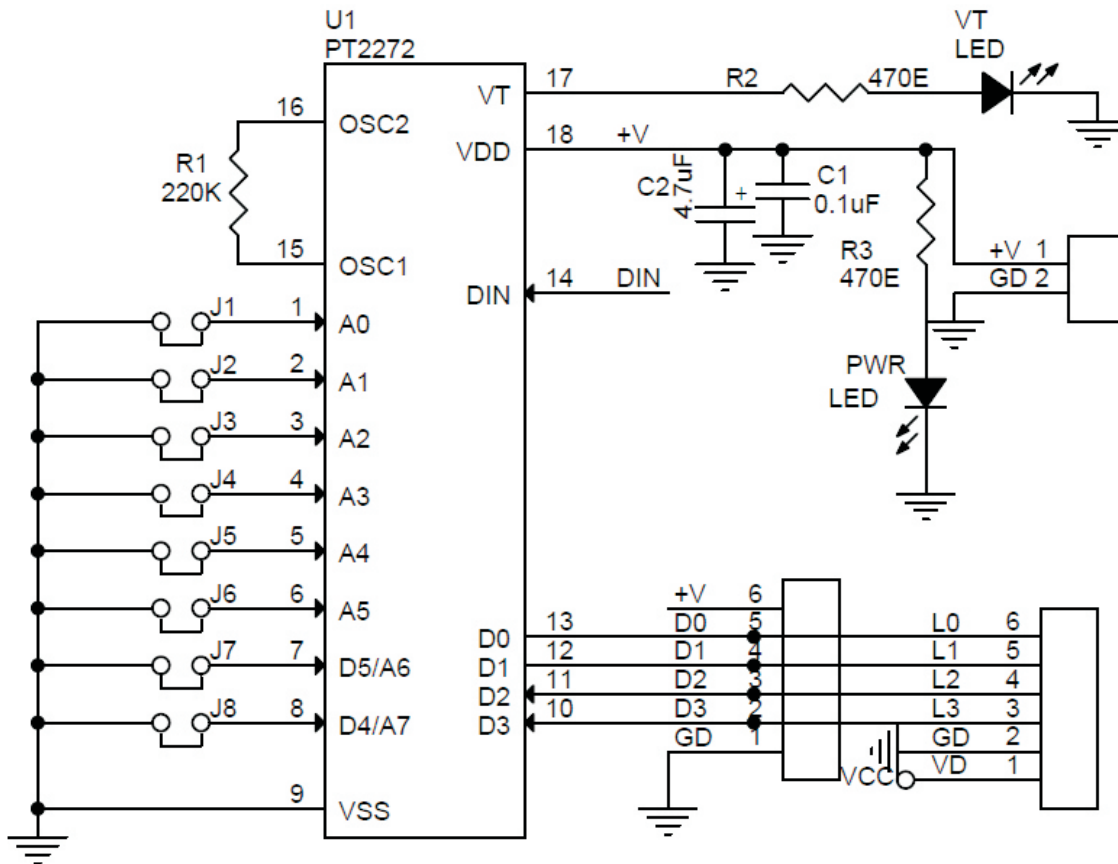 U1
PT2272
VT
LED
17
R2
470E
VT
16
OSC2
18
+V
VDD
R1
220K
C2
4.7uF
+
C1
0.1uF
15
OSC1
R3
470E
+V 1
GD 2
14
DIN
DIN
J1
1
A0
J2
2
A1
PWR
LED
J3
3
A2
J4
4
A3
J5
5
A4
J6
6
A5
+V
6
13
D0
D0
5
L0
6
J7
7
D5/A6
12
D1
D1
4
L1
5
11
D2
D2
3
L2
4
J8
8
D4/A7
10
D3
D3
2
L3
3
GD
1
GD
2
VCC
VD
1
9
VSS